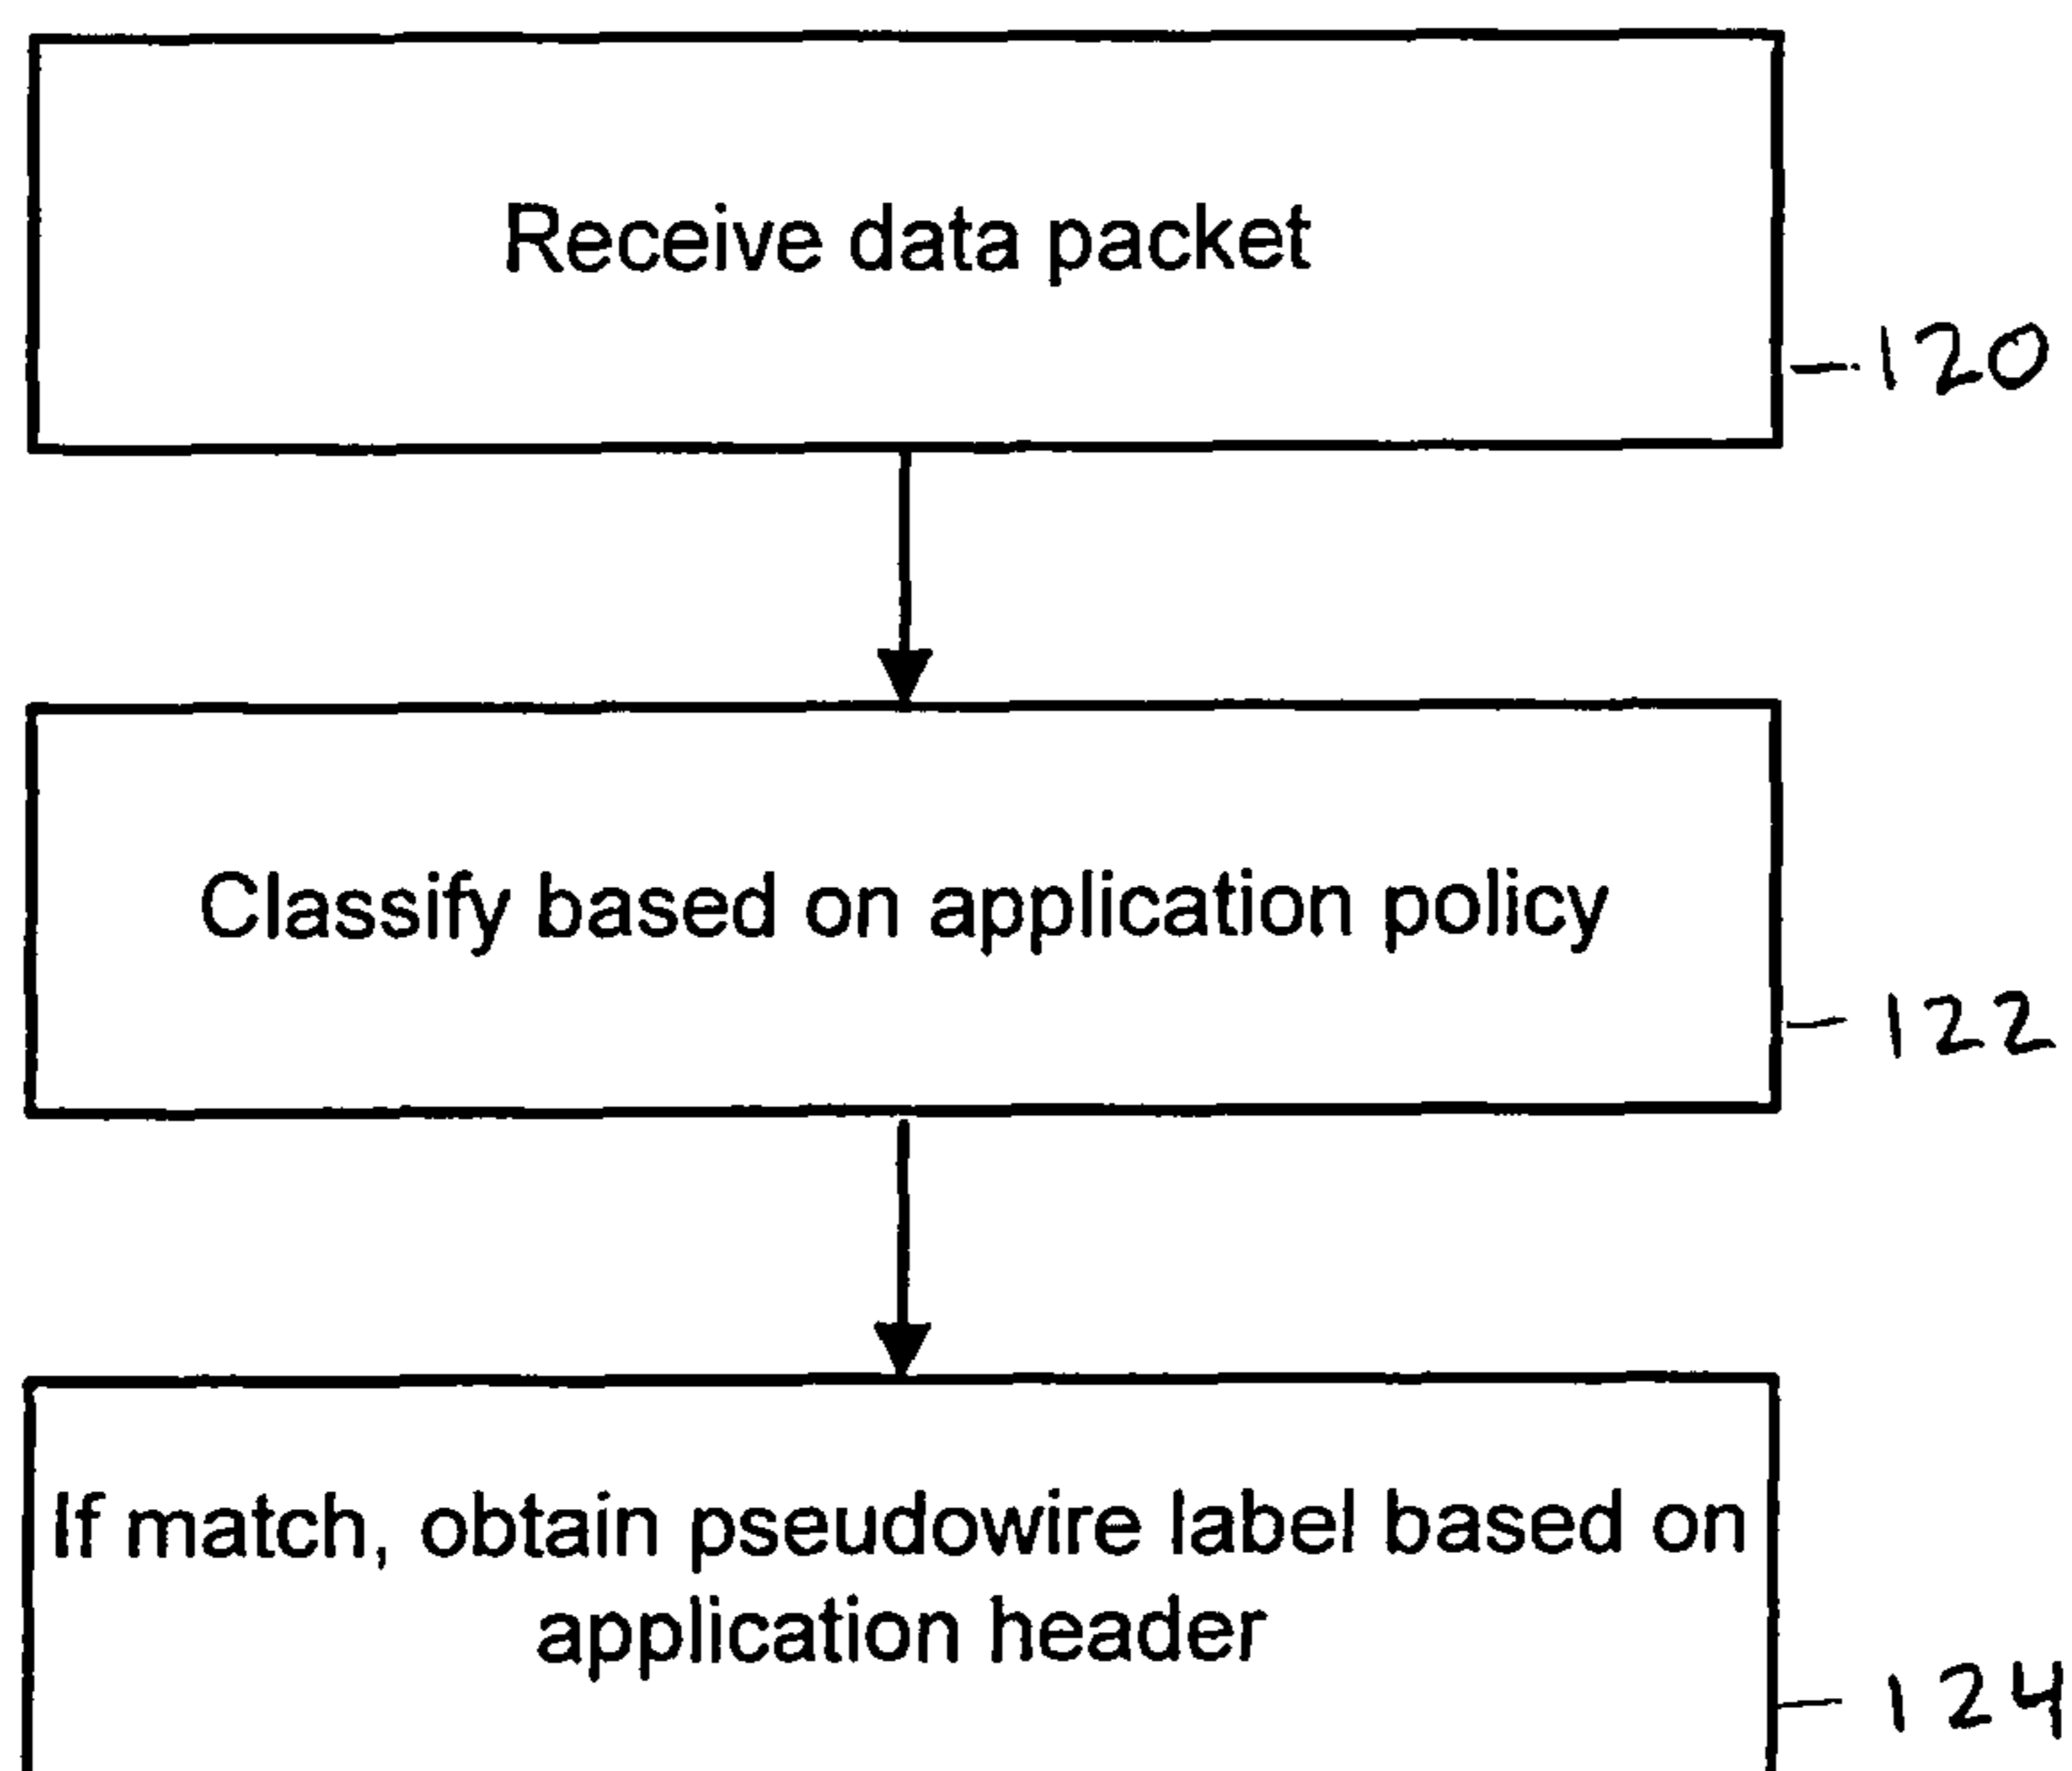 Receive data packet
120
Classify based on application policy
122
If match, obtain pseudowire label based on
application header
124